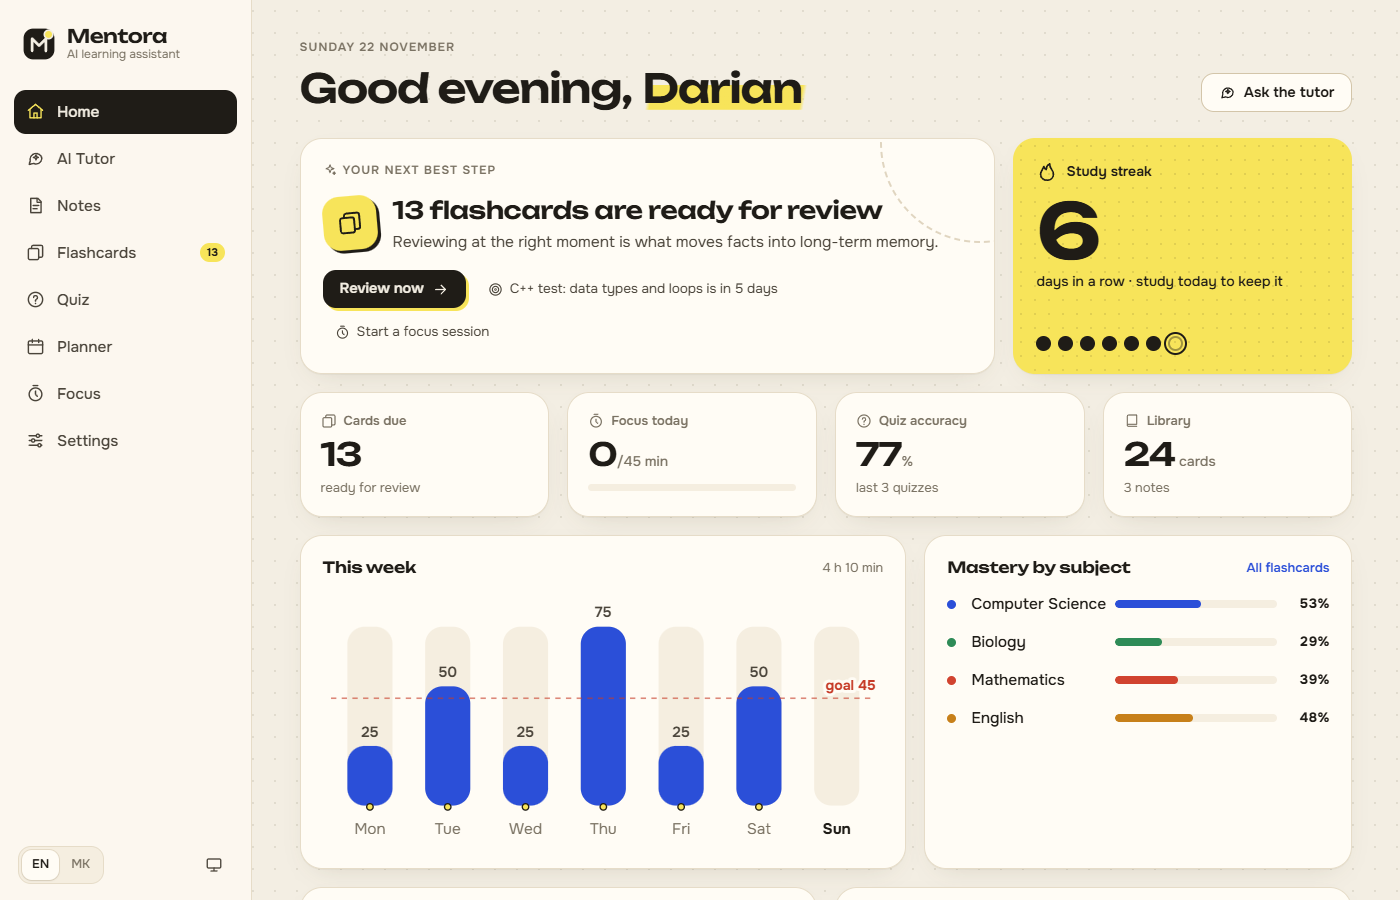 Mentora
AI learning assistant
Home
AI Tutor
Notes
Flashcards 13
Quiz
Planner
Focus
Settings
EN MK
SUNDAY 22 NOVEMBER
Good evening, Darian
Ask the tutor
YOUR NEXT BEST STEP
13 flashcards are ready for review
Reviewing at the right moment is what moves facts into long-term memory.
Review now → C++ test: data types and loops is in 5 days
Start a focus session
Study streak
6
days in a row · study today to keep it
Cards due
13
ready for review
Focus today
0/45 min
Quiz accuracy
77%
last 3 quizzes
Library
24 cards
3 notes
This week 4 h 10 min
75
50 50
goal 45
25 25 25
Mon Tue Wed Thu Fri Sat Sun
Mastery by subject All flashcards
Computer Science 53%
Biology 29%
Mathematics 39%
English 48%